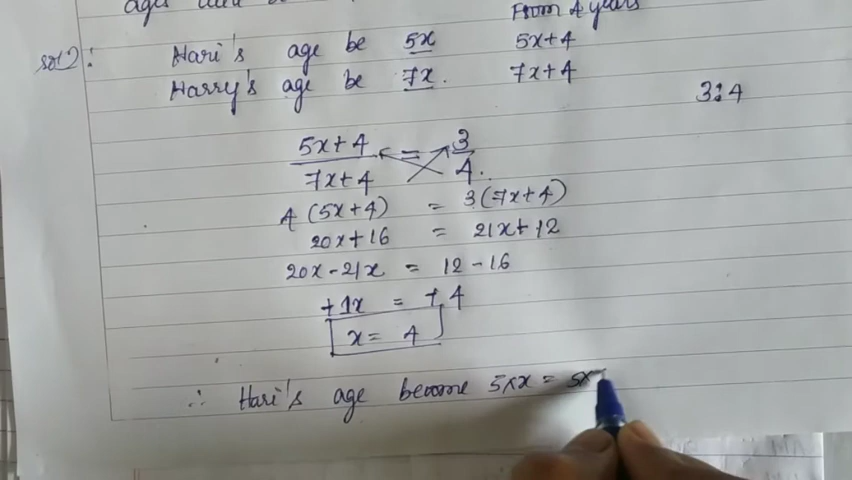 From 4 years
sol2: Hari's age be 5x 5x+4
Harry's age be 7x. 7x+4
3:4
5x+4 = 3
7x+4 4.
4 (5x+4) = 3(7x+4)
20x+16 = 21x+12
20x-21x = 12-16
+1x = +4
x= 4
∴ Hari's age become 5×x = 5×